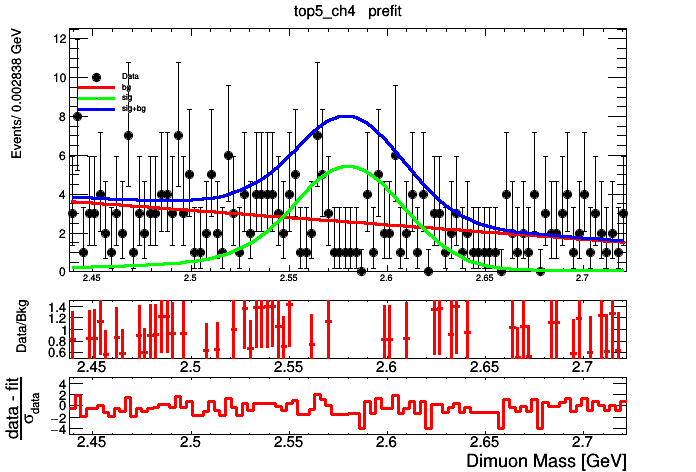 top5_ch4 prefit
Events/ 0.002838 GeV
12
10
8
6
4
2
0
Data
bg
sig
sig+bg
2.45 2.5 2.55 2.6 2.65 2.7
Data/Bkg
1.4
1.2
1
0.8
0.6
2.45 2.5 2.55 2.6 2.65 2.7
data - fit
σdata
4
2
0
−2
−4
2.45 2.5 2.55 2.6 2.65 2.7
Dimuon Mass [GeV]